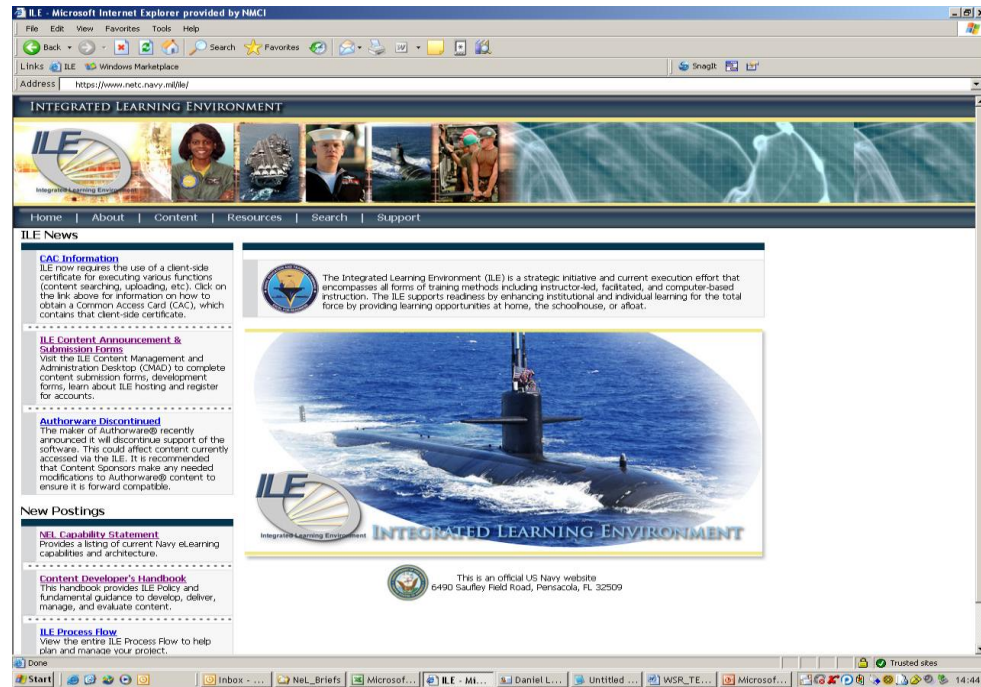 ILE - Microsoft Internet Explorer provided by NMCI
File Edit View Favorites Tools Help
Back Search Favorites
Links ILE Windows Marketplace SnagIt
Address https://www.netc.navy.mil/ile/
INTEGRATED LEARNING ENVIRONMENT
ILE
Integrated Learning Environment
Home | About | Content | Resources | Search | Support
ILE News
CAC Information
ILE now requires the use of a client-side
certificate for executing various functions
(content searching, uploading, etc). Click on
the link above for information on how to
obtain a Common Access Card (CAC), which
contains that client-side certificate.
ILE Content Announcement &
Submission Forms
Visit the ILE Content Management and
Administration Desktop (CMAD) to complete
content submission forms, development
forms, learn about ILE hosting and register
for accounts.
Authorware Discontinued
The maker of Authorware® recently
announced it will discontinue support of the
software. This could affect content currently
accessed via the ILE. It is recommended
that Content Sponsors make any needed
modifications to Authorware® content to
ensure it is forward compatible.
New Postings
NEL Capability Statement
Provides a listing of current Navy eLearning
capabilities and architecture.
Content Developer's Handbook
This handbook provides ILE Policy and
fundamental guidance to develop, deliver,
manage, and evaluate content.
ILE Process Flow
View the entire ILE Process Flow to help
plan and manage your project.
The Integrated Learning Environment (ILE) is a strategic initiative and current execution effort that
encompasses all forms of training methods including instructor-led, facilitated, and computer-based
instruction. The ILE supports readiness by enhancing institutional and individual learning for the total
force by providing learning opportunities at home, the schoolhouse, or afloat.
ILE
Integrated Learning Environment
INTEGRATED LEARNING ENVIRONMENT
This is an official US Navy website
6490 Saufley Field Road, Pensacola, FL 32509
Done Trusted sites
Start Inbox - ... NeL_Briefs Microsof... ILE - Mi... Daniel L... Untitled ... WSR_TE... Microsof... 14:44